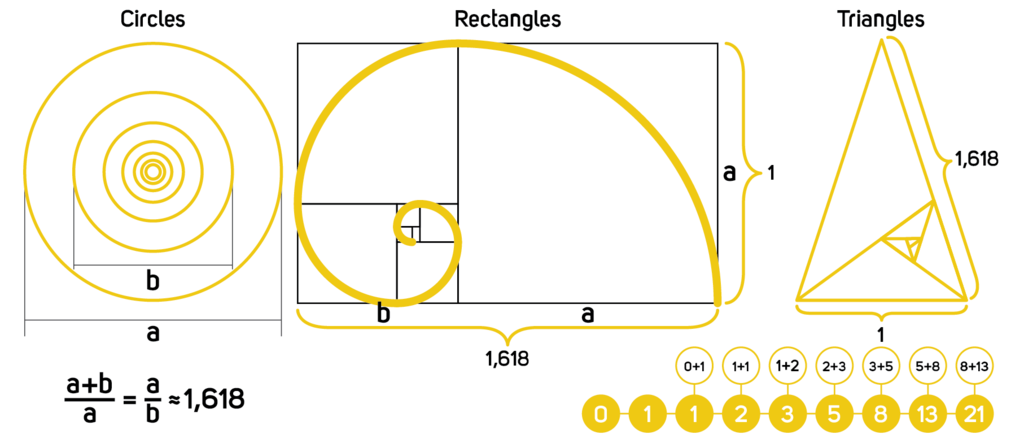 Circles
Rectangles
Triangles
b
a
a
1
b
a
1,618
1,618
1
a+b
a
=
a
b
≈1,618
0+1 1+1 1+2 2+3 3+5 5+8 8+13
0 1 1 2 3 5 8 13 21